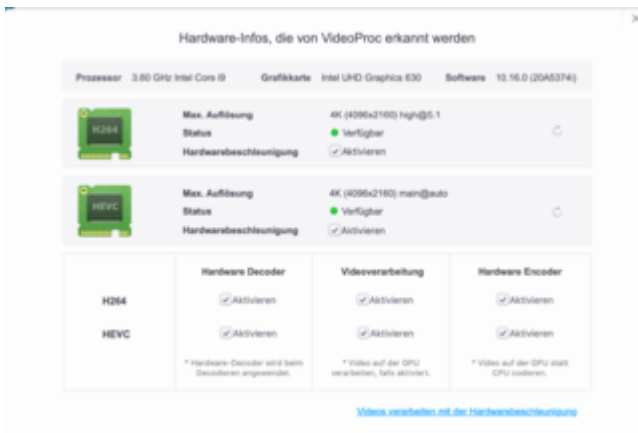 Hardware-Infos, die von VideoProc erkannt werden
Prozessor 3.60 GHz Intel Core i9 Grafikkarte Intel UHD Graphics 630 Software 10.16.0 (20A5374i)
H264
Max. Auflösung 4K (4096x2160) high@5.1
Status Verfügbar
Hardwarebeschleunigung Aktivieren
HEVC
Max. Auflösung 4K (4096x2160) main@auto
Status Verfügbar
Hardwarebeschleunigung Aktivieren
Hardware Decoder Videoverarbeitung Hardware Encoder
H264 Aktivieren Aktivieren Aktivieren
HEVC Aktivieren Aktivieren Aktivieren
* Hardware-Decoder wird beim * Video auf der GPU * Video auf der GPU statt
Decodieren angewendet. verarbeiten, falls aktiviert. CPU codieren.
Videos verarbeiten mit der Hardwarebeschleunigung